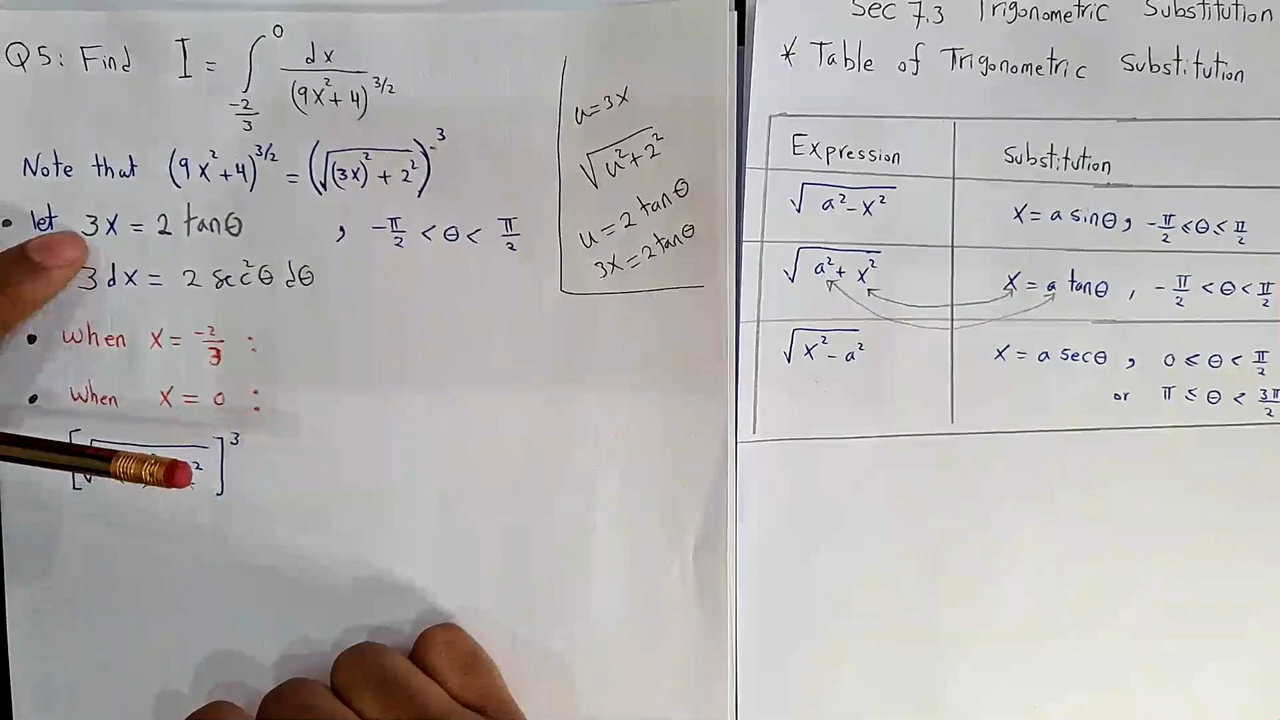 Q5: Find I = ∫_{-2/3}^{0} dx / (9x²+4)^{3/2}
Note that (9x²+4)^{3/2} = (√((3x)² + 2²))^{-3}
• let 3x = 2 tanθ , -π/2 < θ < π/2
3dx = 2 sec²θ dθ
• when x = -2/3 :
• when x = 0 :
[√ ²]³
u=3x
√(u²+2²)
u=2 tanθ
3x=2tanθ
Sec 7.3 Trigonometric Substitution
* Table of Trigonometric Substitution
Expression Substitution
√(a²-x²) x=a sinθ, -π/2 ≤ θ ≤ π/2
√(a²+x²) x=a tanθ, -π/2 < θ < π/2
√(x²-a²) x=a secθ, 0 ≤ θ < π/2
or π ≤ θ < 3π/2